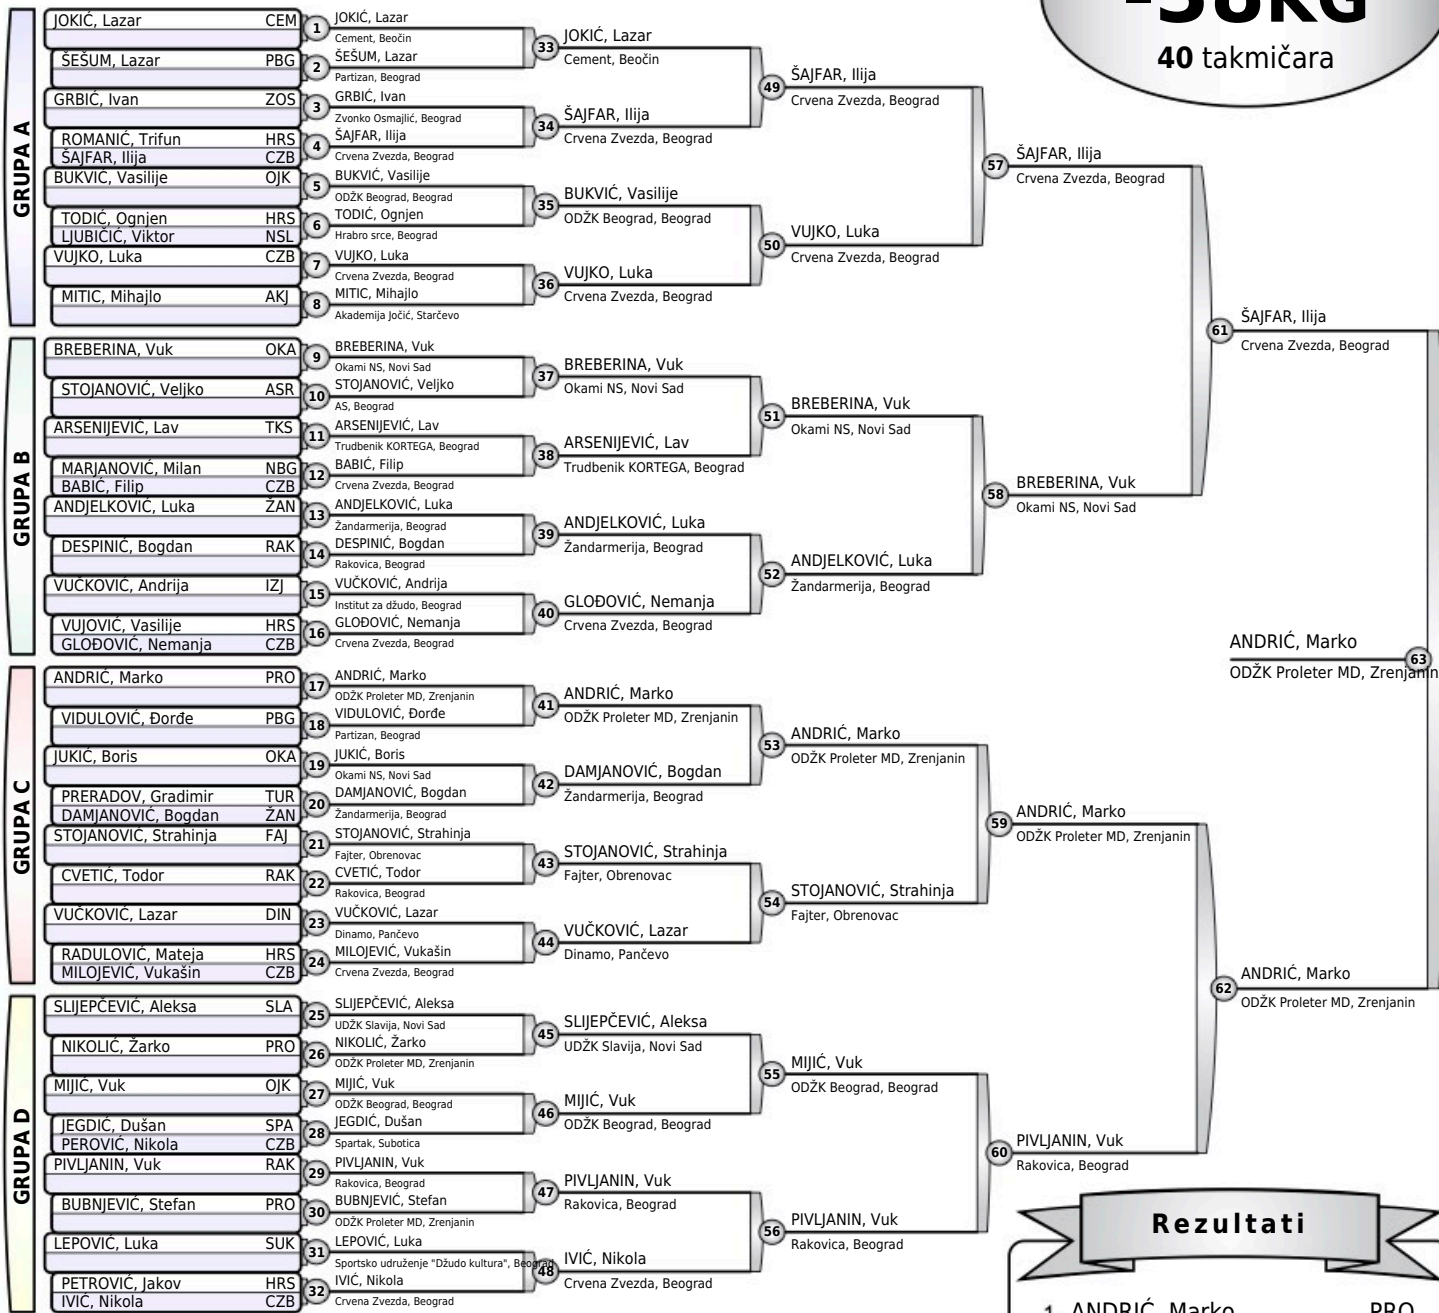 -58KG
40 takmičara
GRUPA A
JOKIĆ, Lazar CEM
ŠEŠUM, Lazar PBG
GRBIĆ, Ivan ZOS
ROMANIĆ, Trifun HRS
ŠAJFAR, Ilija CZB
BUKVIĆ, Vasilije OJK
TODIĆ, Ognjen HRS
LJUBIČIĆ, Viktor NSL
VUJKO, Luka CZB
MITIC, Mihajlo AKJ
GRUPA B
BREBERINA, Vuk OKA
STOJANOVIĆ, Veljko ASR
ARSENIJEVIĆ, Lav TKS
MARJANOVIĆ, Milan NBG
BABIĆ, Filip CZB
ANDJELKOVIĆ, Luka ŽAN
DESPINIĆ, Bogdan RAK
VUČKOVIĆ, Andrija IZJ
VUJOVIĆ, Vasilije HRS
GLOĐOVIĆ, Nemanja CZB
GRUPA C
ANDRIĆ, Marko PRO
VIDULOVIĆ, Đorđe PBG
JUKIĆ, Boris OKA
PRERADOV, Gradimir TUR
DAMJANOVIĆ, Bogdan ŽAN
STOJANOVIĆ, Strahinja FAJ
CVETIĆ, Todor RAK
VUČKOVIĆ, Lazar DIN
RADULOVIĆ, Mateja HRS
MILOJEVIĆ, Vukašin CZB
GRUPA D
SLIJEPČEVIĆ, Aleksa SLA
NIKOLIĆ, Žarko PRO
MIJIĆ, Vuk OJK
JEGDIĆ, Dušan SPA
PEROVIĆ, Nikola CZB
PIVLJANIN, Vuk RAK
BUBNJEVIĆ, Stefan PRO
LEPOVIĆ, Luka SUK
PETROVIĆ, Jakov HRS
IVIĆ, Nikola CZB
1 JOKIĆ, Lazar
Cement, Beočin
2 ŠEŠUM, Lazar
Partizan, Beograd
3 GRBIĆ, Ivan
Zvonko Osmajlić, Beograd
4 ŠAJFAR, Ilija
Crvena Zvezda, Beograd
5 BUKVIĆ, Vasilije
ODŽK Beograd, Beograd
6 TODIĆ, Ognjen
Hrabro srce, Beograd
7 VUJKO, Luka
Crvena Zvezda, Beograd
8 MITIC, Mihajlo
Akademija Jočić, Starčevo
9 BREBERINA, Vuk
Okami NS, Novi Sad
10 STOJANOVIĆ, Veljko
AS, Beograd
11 ARSENIJEVIĆ, Lav
Trudbenik KORTEGA, Beograd
12 BABIĆ, Filip
Crvena Zvezda, Beograd
13 ANDJELKOVIĆ, Luka
Žandarmerija, Beograd
14 DESPINIĆ, Bogdan
Rakovica, Beograd
15 VUČKOVIĆ, Andrija
Institut za džudo, Beograd
16 GLOĐOVIĆ, Nemanja
Crvena Zvezda, Beograd
17 ANDRIĆ, Marko
ODŽK Proleter MD, Zrenjanin
18 VIDULOVIĆ, Đorđe
Partizan, Beograd
19 JUKIĆ, Boris
Okami NS, Novi Sad
20 DAMJANOVIĆ, Bogdan
Žandarmerija, Beograd
21 STOJANOVIĆ, Strahinja
Fajter, Obrenovac
22 CVETIĆ, Todor
Rakovica, Beograd
23 VUČKOVIĆ, Lazar
Dinamo, Pančevo
24 MILOJEVIĆ, Vukašin
Crvena Zvezda, Beograd
25 SLIJEPČEVIĆ, Aleksa
UDŽK Slavija, Novi Sad
26 NIKOLIĆ, Žarko
ODŽK Proleter MD, Zrenjanin
27 MIJIĆ, Vuk
ODŽK Beograd, Beograd
28 JEGDIĆ, Dušan
Spartak, Subotica
29 PIVLJANIN, Vuk
Rakovica, Beograd
30 BUBNJEVIĆ, Stefan
ODŽK Proleter MD, Zrenjanin
31 LEPOVIĆ, Luka
Sportsko udruženje "Džudo kultura", Beograd
32 IVIĆ, Nikola
Crvena Zvezda, Beograd
33 JOKIĆ, Lazar
Cement, Beočin
34 ŠAJFAR, Ilija
Crvena Zvezda, Beograd
35 BUKVIĆ, Vasilije
ODŽK Beograd, Beograd
36 VUJKO, Luka
Crvena Zvezda, Beograd
37 BREBERINA, Vuk
Okami NS, Novi Sad
38 ARSENIJEVIĆ, Lav
Trudbenik KORTEGA, Beograd
39 ANDJELKOVIĆ, Luka
Žandarmerija, Beograd
40 GLOĐOVIĆ, Nemanja
Crvena Zvezda, Beograd
41 ANDRIĆ, Marko
ODŽK Proleter MD, Zrenjanin
42 DAMJANOVIĆ, Bogdan
Žandarmerija, Beograd
43 STOJANOVIĆ, Strahinja
Fajter, Obrenovac
44 VUČKOVIĆ, Lazar
Dinamo, Pančevo
45 SLIJEPČEVIĆ, Aleksa
UDŽK Slavija, Novi Sad
46 MIJIĆ, Vuk
ODŽK Beograd, Beograd
47 PIVLJANIN, Vuk
Rakovica, Beograd
48 IVIĆ, Nikola
Crvena Zvezda, Beograd
49 ŠAJFAR, Ilija
Crvena Zvezda, Beograd
50 VUJKO, Luka
Crvena Zvezda, Beograd
51 BREBERINA, Vuk
Okami NS, Novi Sad
52 ANDJELKOVIĆ, Luka
Žandarmerija, Beograd
53 ANDRIĆ, Marko
ODŽK Proleter MD, Zrenjanin
54 STOJANOVIĆ, Strahinja
Fajter, Obrenovac
55 MIJIĆ, Vuk
ODŽK Beograd, Beograd
56 PIVLJANIN, Vuk
Rakovica, Beograd
57 ŠAJFAR, Ilija
Crvena Zvezda, Beograd
58 BREBERINA, Vuk
Okami NS, Novi Sad
59 ANDRIĆ, Marko
ODŽK Proleter MD, Zrenjanin
60 PIVLJANIN, Vuk
Rakovica, Beograd
61 ŠAJFAR, Ilija
Crvena Zvezda, Beograd
62 ANDRIĆ, Marko
ODŽK Proleter MD, Zrenjanin
ANDRIĆ, Marko 63
ODŽK Proleter MD, Zrenjanin
Rezultati
1 ANDRIĆ, Marko PRO